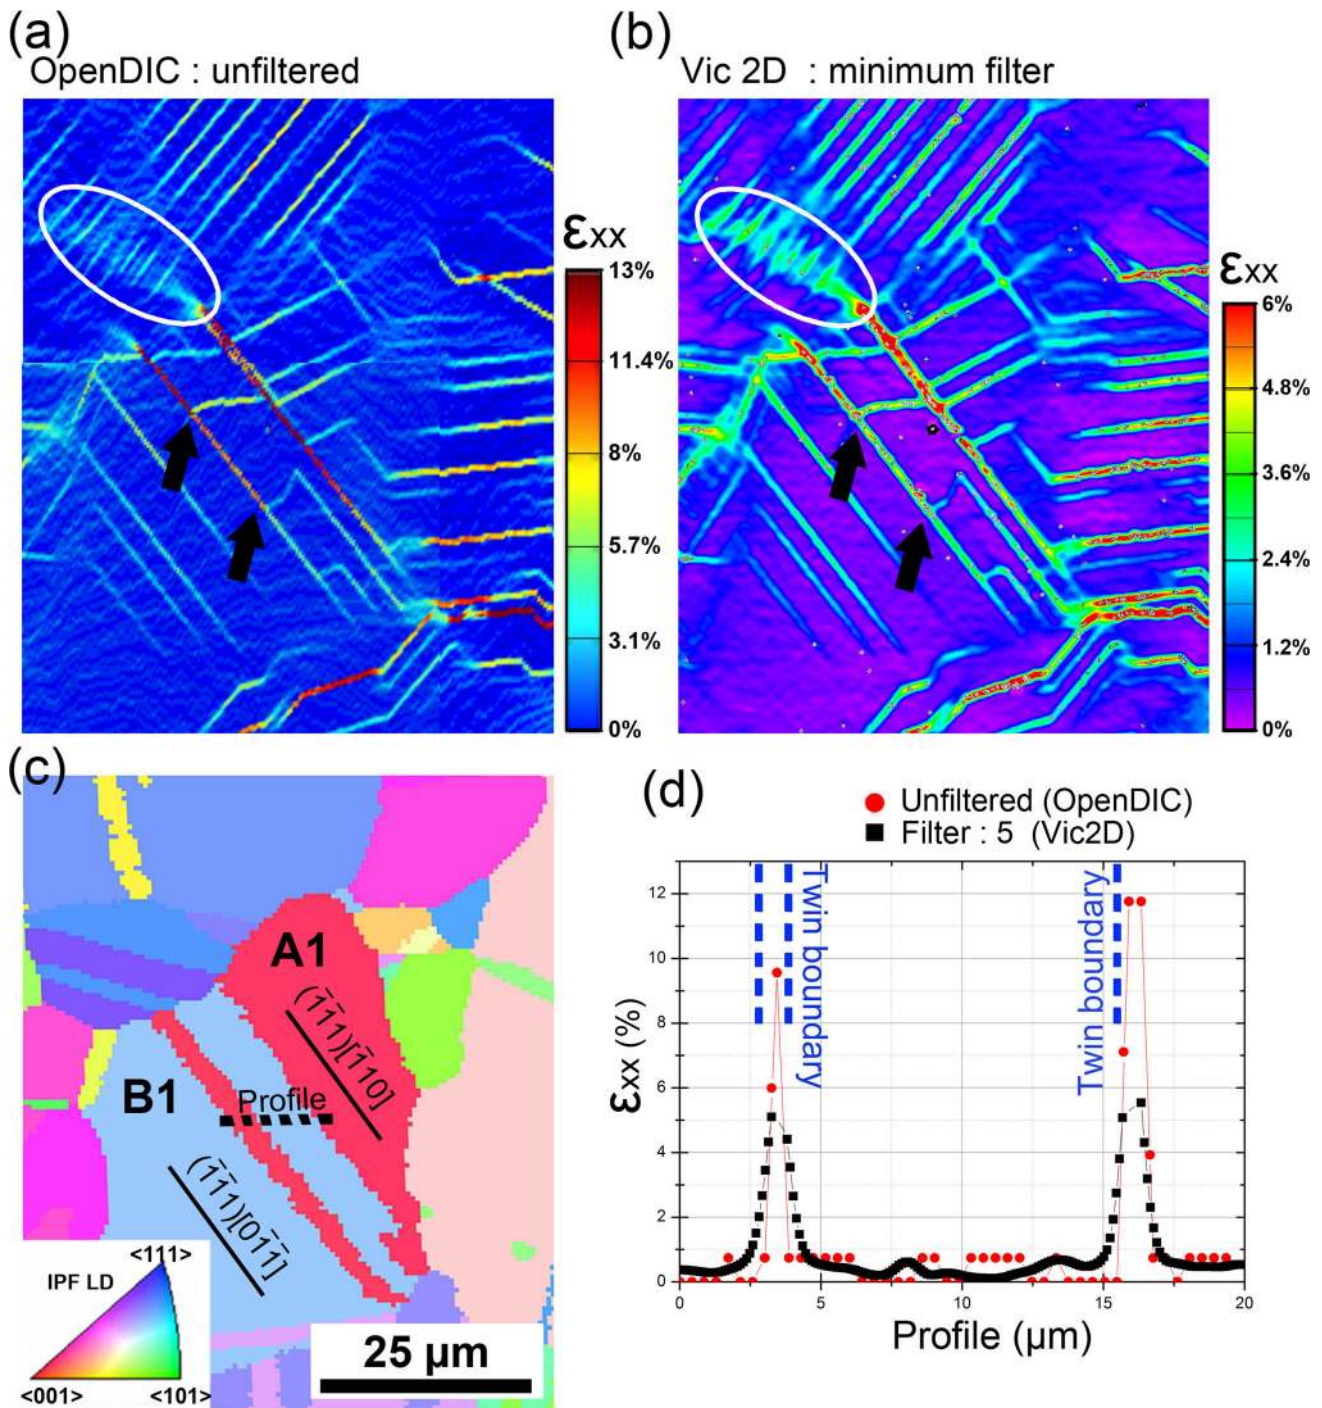 (a)
OpenDIC : unfiltered
εxx
13%
11.4%
8%
5.7%
3.1%
0%
(b)
Vic 2D : minimum filter
εxx
6%
4.8%
3.6%
2.4%
1.2%
0%
(c)
A1
(1̄1̄1)[1̄10]
B1
Profile
(1̄1̄1)[01̄1̄]
<111>
IPF LD
<001>
<101>
25 µm
(d)
Unfiltered (OpenDIC)
Filter : 5 (Vic2D)
Twin boundary
Twin boundary
εxx (%)
12
10
8
6
4
2
0
0
5
10
15
20
Profile (µm)